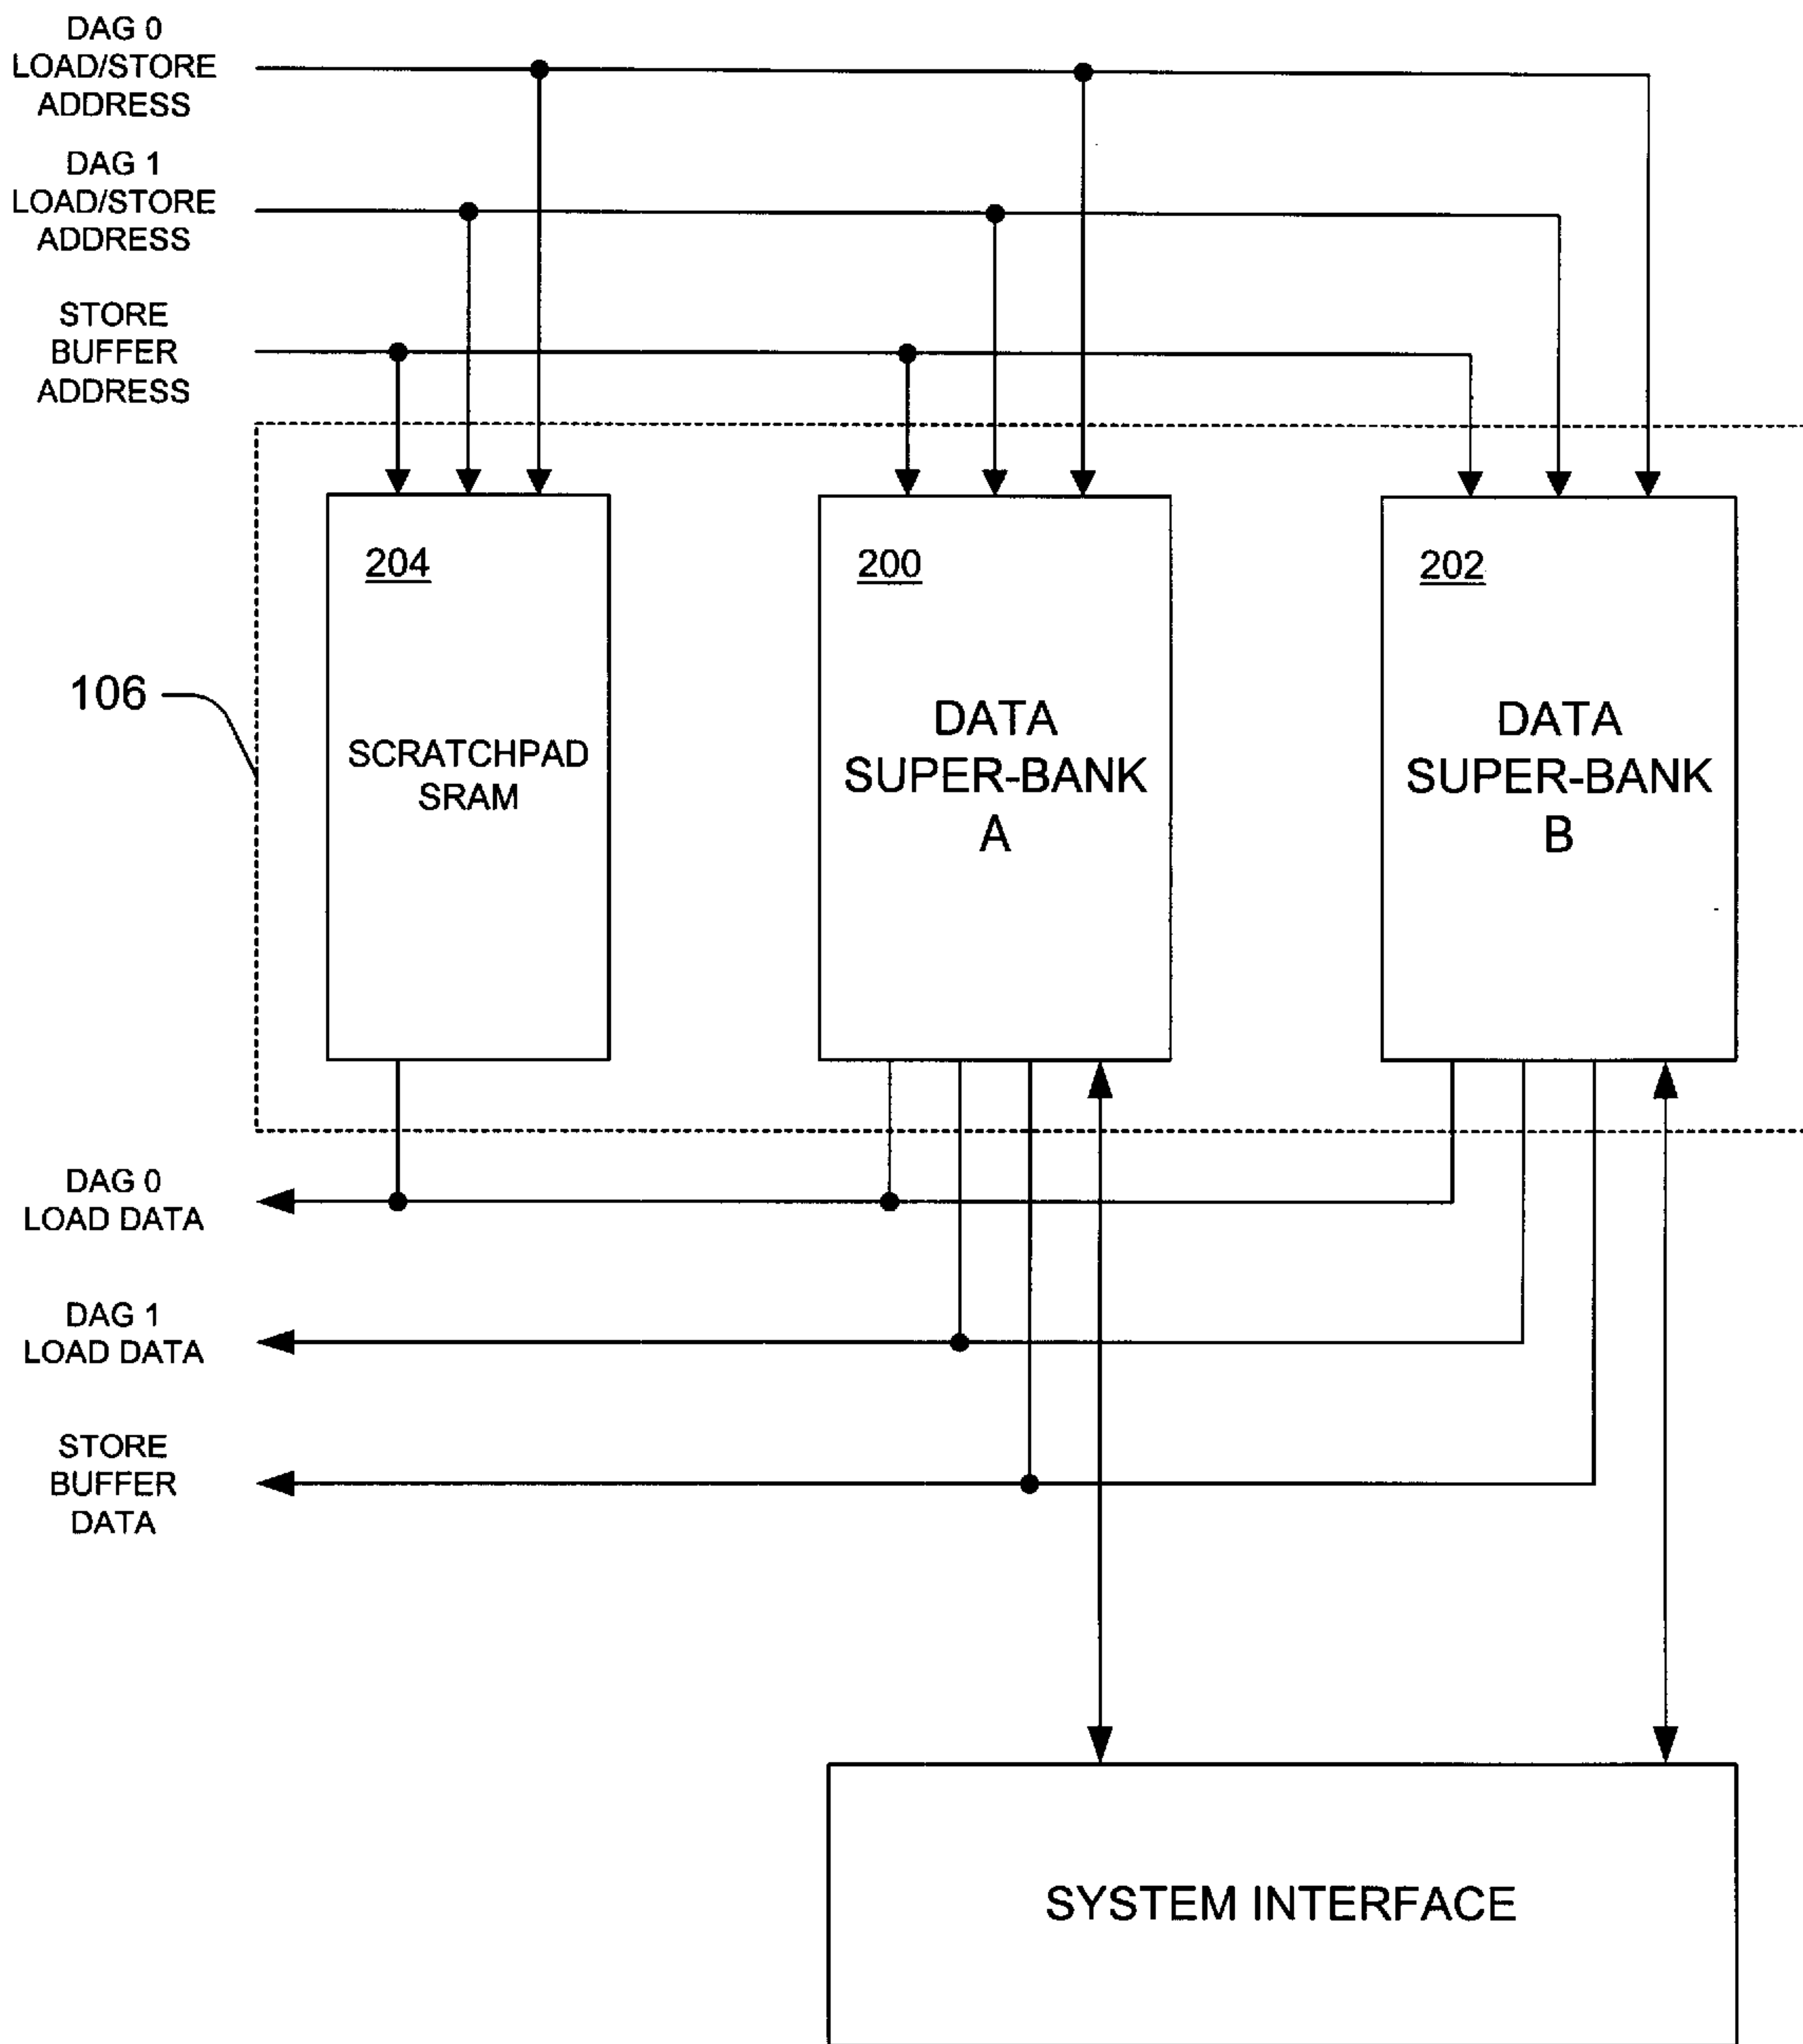 DAG 0
LOAD/STORE
ADDRESS
DAG 1
LOAD/STORE
ADDRESS
STORE
BUFFER
ADDRESS
204
SCRATCHPAD
SRAM
200
DATA
SUPER-BANK
A
202
DATA
SUPER-BANK
B
106
DAG 0
LOAD DATA
DAG 1
LOAD DATA
STORE
BUFFER
DATA
SYSTEM INTERFACE